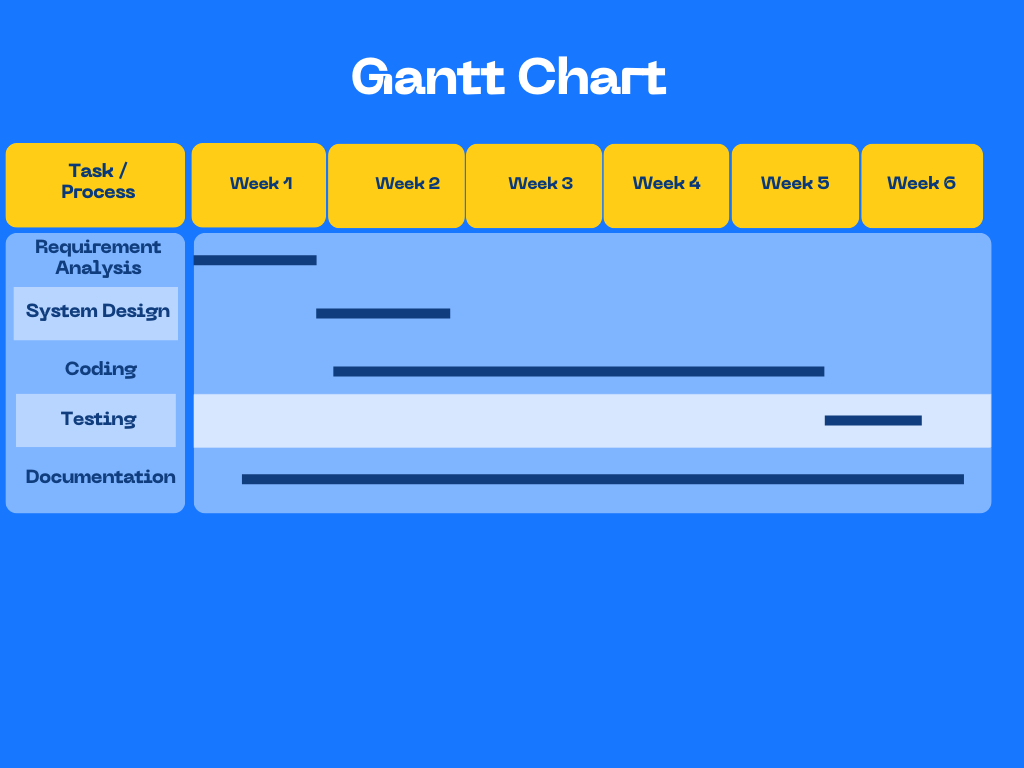 Gantt Chart
Task /
Process
Week 1
Week 2
Week 3
Week 4
Week 5
Week 6
Requirement
Analysis
System Design
Coding
Testing
Documentation